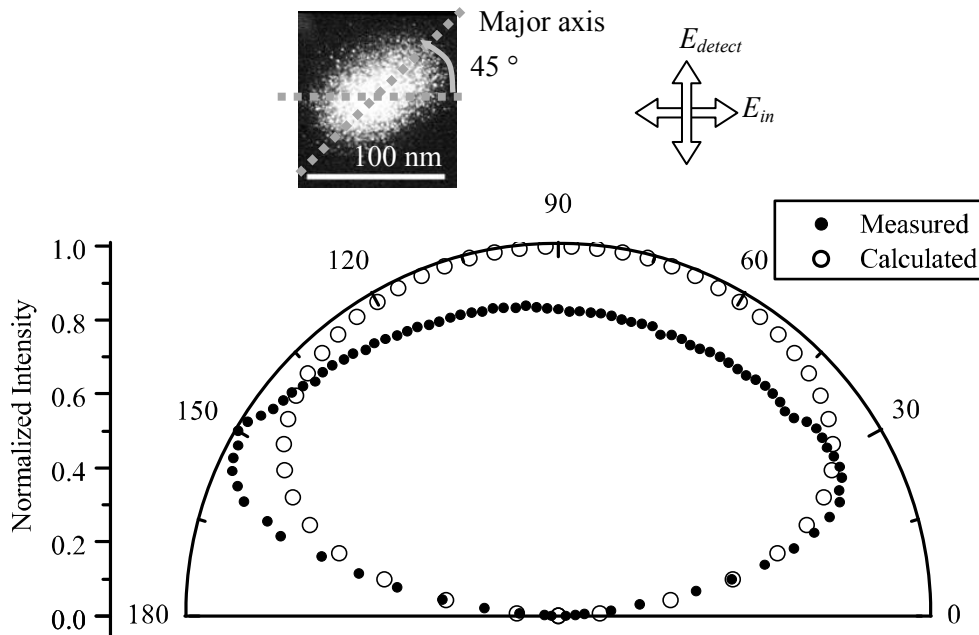 Major axis
45 °
100 nm
E_detect
E_in
90
Measured
Calculated
1.0
120
60
0.8
0.6
150
30
0.4
0.2
0.0
180
0
Normalized Intensity